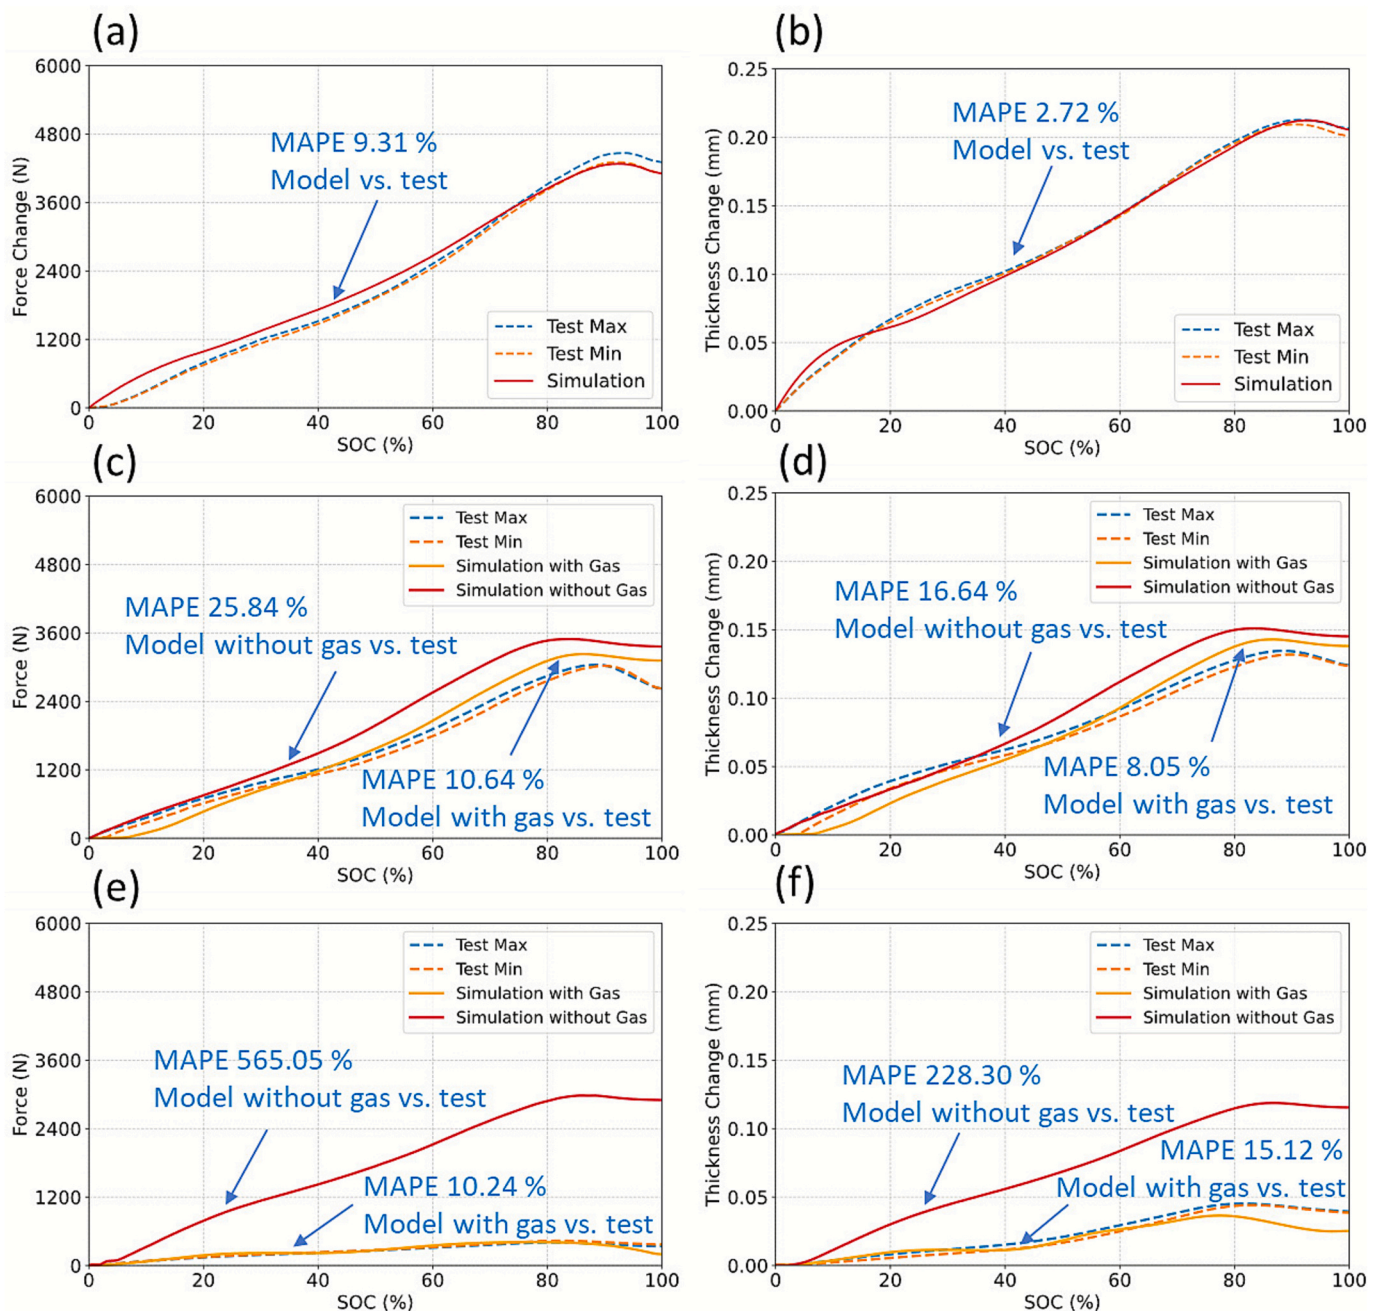 (a)
6000
4800
3600
2400
1200
0
Force Change (N)
MAPE 9.31 %
Model vs. test
Test Max
Test Min
Simulation
0 20 40 60 80 100
SOC (%)
(b)
0.25
0.20
0.15
0.10
0.05
0.00
Thickness Change (mm)
MAPE 2.72 %
Model vs. test
Test Max
Test Min
Simulation
0 20 40 60 80 100
SOC (%)
(c)
6000
4800
3600
2400
1200
0
Force (N)
Test Max
Test Min
Simulation with Gas
Simulation without Gas
MAPE 25.84 %
Model without gas vs. test
MAPE 10.64 %
Model with gas vs. test
0 20 40 60 80 100
SOC (%)
(d)
0.25
0.20
0.15
0.10
0.05
0.00
Thickness Change (mm)
Test Max
Test Min
Simulation with Gas
Simulation without Gas
MAPE 16.64 %
Model without gas vs. test
MAPE 8.05 %
Model with gas vs. test
0 20 40 60 80 100
SOC (%)
(e)
6000
4800
3600
2400
1200
0
Force (N)
Test Max
Test Min
Simulation with Gas
Simulation without Gas
MAPE 565.05 %
Model without gas vs. test
MAPE 10.24 %
Model with gas vs. test
0 20 40 60 80 100
SOC (%)
(f)
0.25
0.20
0.15
0.10
0.05
0.00
Thickness Change (mm)
Test Max
Test Min
Simulation with Gas
Simulation without Gas
MAPE 228.30 %
Model without gas vs. test
MAPE 15.12 %
Model with gas vs. test
0 20 40 60 80 100
SOC (%)